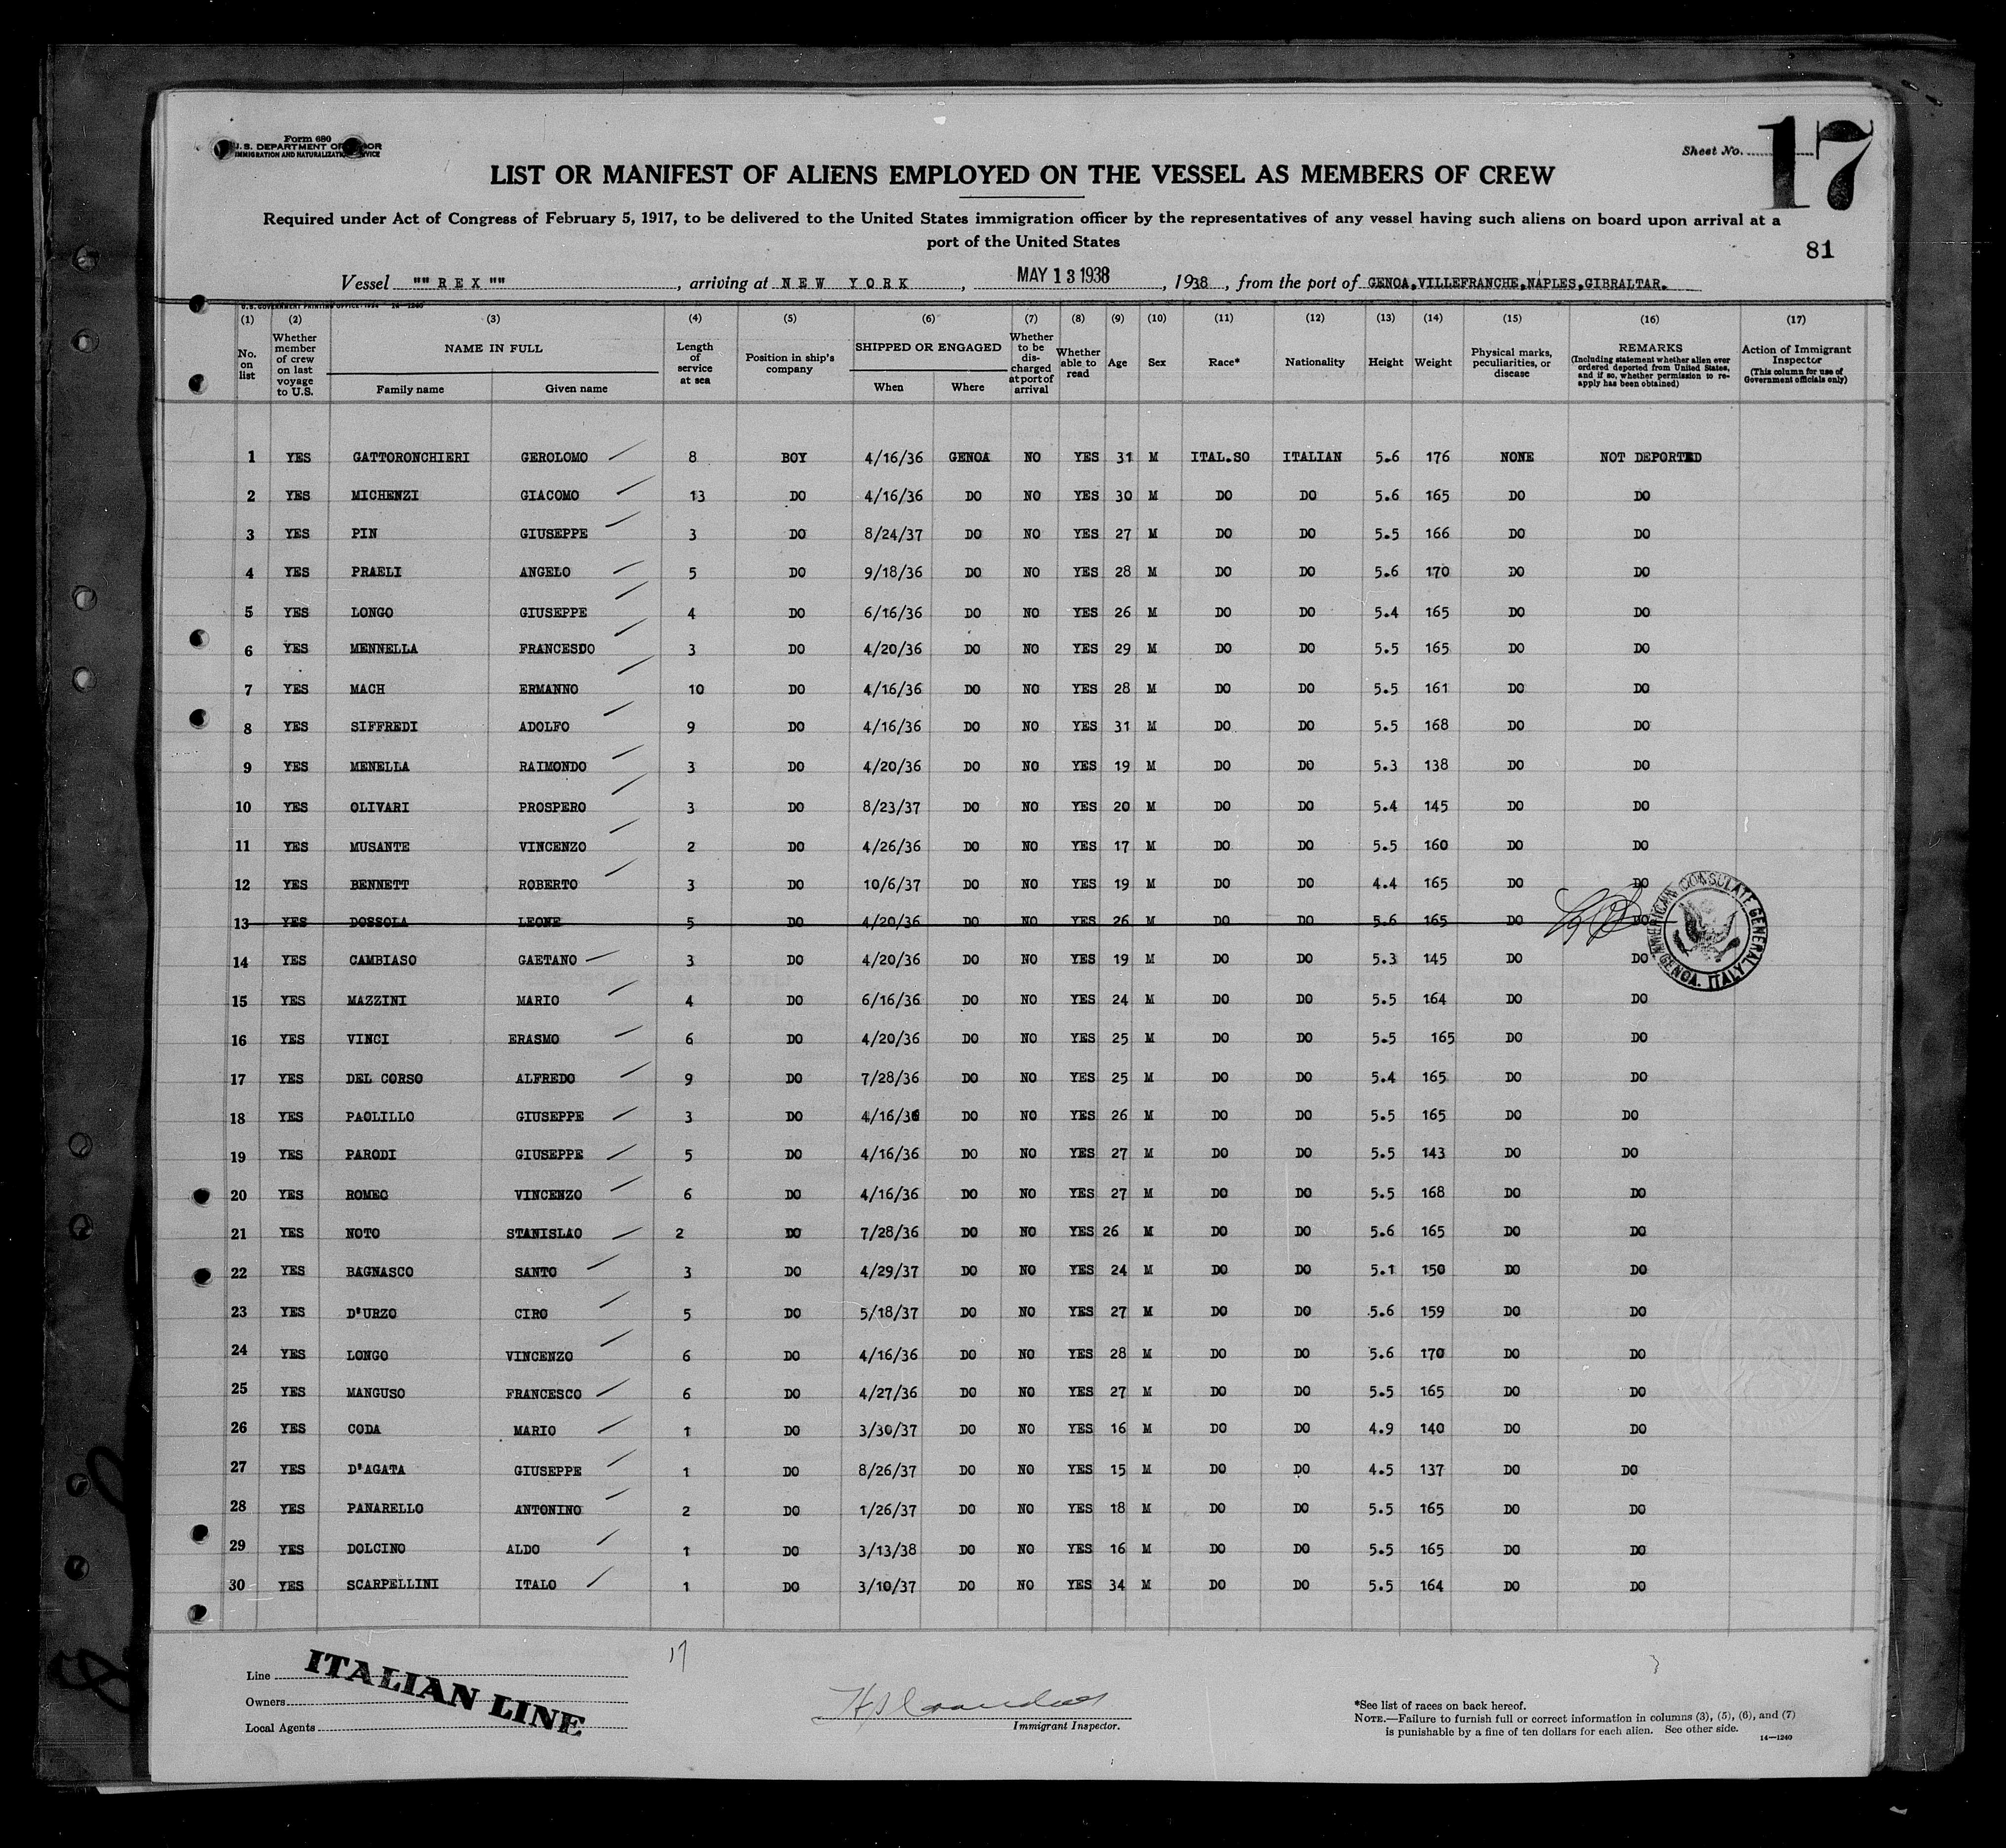 Form 680
U.S. DEPARTMENT OF LABOR
IMMIGRATION AND NATURALIZATION SERVICE
Sheet No. 17
LIST OR MANIFEST OF ALIENS EMPLOYED ON THE VESSEL AS MEMBERS OF CREW
Required under Act of Congress of February 5, 1917, to be delivered to the United States immigration officer by the representatives of any vessel having such aliens on board upon arrival at a
port of the United States
81
Vessel ""REX"", arriving at NEW YORK, MAY 13 1938, 1938, from the port of GENOA,VILLEFRANCHE,NAPLES,GIBRALTAR.
U.S. GOVERNMENT PRINTING OFFICE: 1934 14—1240
(1) (2) (3) (4) (5) (6) (7) (8) (9) (10) (11) (12) (13) (14) (15) (16) (17)
No. on list
Whether member of crew on last voyage to U.S.
NAME IN FULL
Family name
Given name
Length of service at sea
Position in ship's company
SHIPPED OR ENGAGED
When
Where
Whether to be discharged at port of arrival
Whether able to read
Age
Sex
Race*
Nationality
Height
Weight
Physical marks, peculiarities, or disease
REMARKS
(Including statement whether alien ever ordered deported from United States, and if so, whether permission to re-apply has been obtained)
Action of Immigrant Inspector
(This column for use of Government officials only)
1 YES GATTORONCHIERI GEROLOMO 8 BOY 4/16/36 GENOA NO YES 31 M ITAL.SO ITALIAN 5.6 176 NONE NOT DEPORTED
2 YES MICHENZI GIACOMO 13 DO 4/16/36 DO NO YES 30 M DO DO 5.6 165 DO DO
3 YES PIN GIUSEPPE 3 DO 8/24/37 DO NO YES 27 M DO DO 5.5 166 DO DO
4 YES PRAELI ANGELO 5 DO 9/18/36 DO NO YES 28 M DO DO 5.6 170 DO DO
5 YES LONGO GIUSEPPE 4 DO 6/16/36 DO NO YES 26 M DO DO 5.4 165 DO DO
6 YES MENNELLA FRANCESCO 3 DO 4/20/36 DO NO YES 29 M DO DO 5.5 165 DO DO
7 YES MACH ERMANNO 10 DO 4/16/36 DO NO YES 28 M DO DO 5.5 161 DO DO
8 YES SIFFREDI ADOLFO 9 DO 4/16/36 DO NO YES 31 M DO DO 5.5 168 DO DO
9 YES MENELLA RAIMONDO 3 DO 4/20/36 DO NO YES 19 M DO DO 5.3 138 DO DO
10 YES OLIVARI PROSPERO 3 DO 8/23/37 DO NO YES 20 M DO DO 5.4 145 DO DO
11 YES MUSANTE VINCENZO 2 DO 4/26/36 DO NO YES 17 M DO DO 5.5 160 DO DO
12 YES BENNETT ROBERTO 3 DO 10/6/37 DO NO YES 19 M DO DO 4.4 165 DO DO
13 YES DOSSOLA LEONE 5 DO 4/20/36 DO NO YES 26 M DO DO 5.6 165 DO DO
AMERICAN CONSULATE GENERAL GENOA, ITALY
14 YES CAMBIASO GAETANO 3 DO 4/20/36 DO NO YES 19 M DO DO 5.3 145 DO DO
15 YES MAZZINI MARIO 4 DO 6/16/36 DO NO YES 24 M DO DO 5.5 164 DO DO
16 YES VINCI ERASMO 6 DO 4/20/36 DO NO YES 25 M DO DO 5.5 165 DO DO
17 YES DEL CORSO ALFREDO 9 DO 7/28/36 DO NO YES 25 M DO DO 5.4 165 DO DO
18 YES PAOLILLO GIUSEPPE 3 DO 4/16/36 DO NO YES 26 M DO DO 5.5 165 DO DO
19 YES PARODI GIUSEPPE 5 DO 4/16/36 DO NO YES 27 M DO DO 5.5 143 DO DO
20 YES ROMEO VINCENZO 6 DO 4/16/36 DO NO YES 27 M DO DO 5.5 168 DO DO
21 YES NOTO STANISLAO 2 DO 7/28/36 DO NO YES 26 M DO DO 5.6 165 DO DO
22 YES BAGNASCO SANTO 3 DO 4/29/37 DO NO YES 24 M DO DO 5.1 150 DO DO
23 YES D'URZO CIRO 5 DO 5/18/37 DO NO YES 27 M DO DO 5.6 159 DO DO
24 YES LONGO VINCENZO 6 DO 4/16/36 DO NO YES 28 M DO DO 5.6 170 DO DO
25 YES MANGUSO FRANCESCO 6 DO 4/27/36 DO NO YES 27 M DO DO 5.5 165 DO DO
26 YES CODA MARIO 1 DO 3/30/37 DO NO YES 16 M DO DO 4.9 140 DO DO
27 YES D'AGATA GIUSEPPE 1 DO 8/26/37 DO NO YES 15 M DO DO 4.5 137 DO DO
28 YES PANARELLO ANTONINO 2 DO 1/26/37 DO NO YES 18 M DO DO 5.5 165 DO DO
29 YES DOLCINO ALDO 1 DO 3/13/38 DO NO YES 16 M DO DO 5.5 165 DO DO
30 YES SCARPELLINI ITALO 1 DO 3/10/37 DO NO YES 34 M DO DO 5.5 164 DO DO
17
Line
Owners
Local Agents
ITALIAN LINE
Immigrant Inspector.
*See list of races on back hereof.
NOTE.—Failure to furnish full or correct information in columns (3), (5), (6), and (7)
is punishable by a fine of ten dollars for each alien. See other side.
14—1240